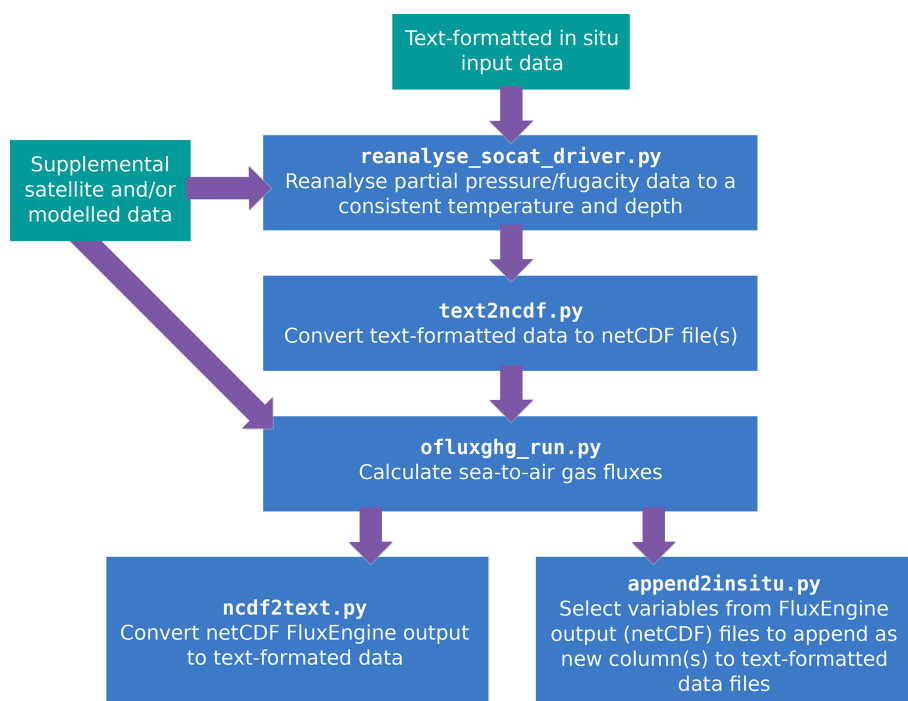 Text-formatted in situ
input data
Supplemental
satellite and/or
modelled data
reanalyse_socat_driver.py
Reanalyse partial pressure/fugacity data to a
consistent temperature and depth
text2ncdf.py
Convert text-formatted data to netCDF file(s)
ofluxghg_run.py
Calculate sea-to-air gas fluxes
ncdf2text.py
Convert netCDF FluxEngine output
to text-formated data
append2insitu.py
Select variables from FluxEngine
output (netCDF) files to append as
new column(s) to text-formatted
data files